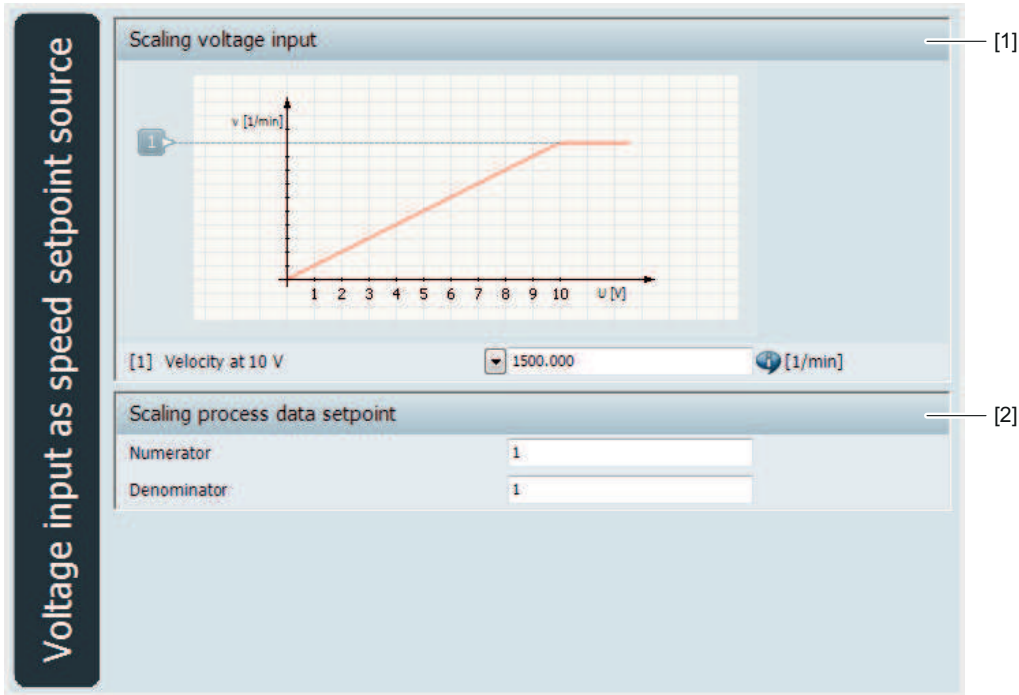 Voltage input as speed setpoint source
Scaling voltage input
[1]
v [1/min]
1
1 2 3 4 5 6 7 8 9 10 U [V]
[1] Velocity at 10 V 1500.000 [1/min]
Scaling process data setpoint
[2]
Numerator 1
Denominator 1